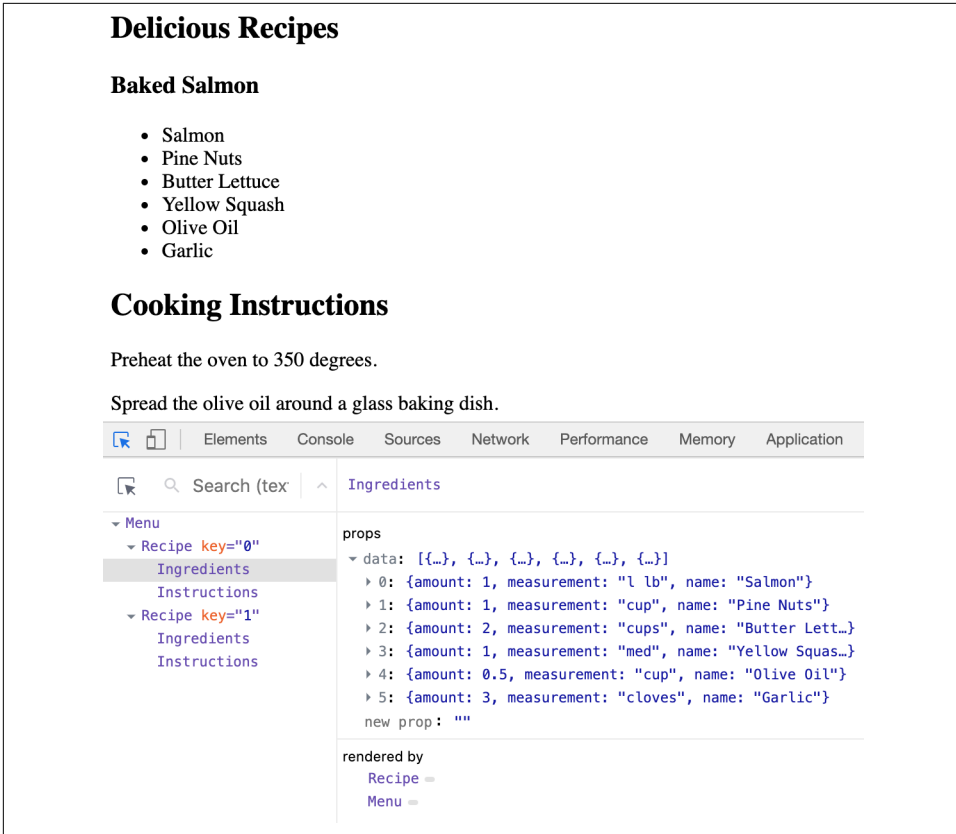 Delicious Recipes
Baked Salmon
• Salmon
• Pine Nuts
• Butter Lettuce
• Yellow Squash
• Olive Oil
• Garlic
Cooking Instructions
Preheat the oven to 350 degrees.
Spread the olive oil around a glass baking dish.
Elements Console Sources Network Performance Memory Application
Search (tex
Menu
Recipe key="0"
Ingredients
Instructions
Recipe key="1"
Ingredients
Instructions
Ingredients
props
data: [{…}, {…}, {…}, {…}, {…}, {…}]
0: {amount: 1, measurement: "l lb", name: "Salmon"}
1: {amount: 1, measurement: "cup", name: "Pine Nuts"}
2: {amount: 2, measurement: "cups", name: "Butter Lett…}
3: {amount: 1, measurement: "med", name: "Yellow Squas…}
4: {amount: 0.5, measurement: "cup", name: "Olive Oil"}
5: {amount: 3, measurement: "cloves", name: "Garlic"}
new prop: ""
rendered by
Recipe
Menu